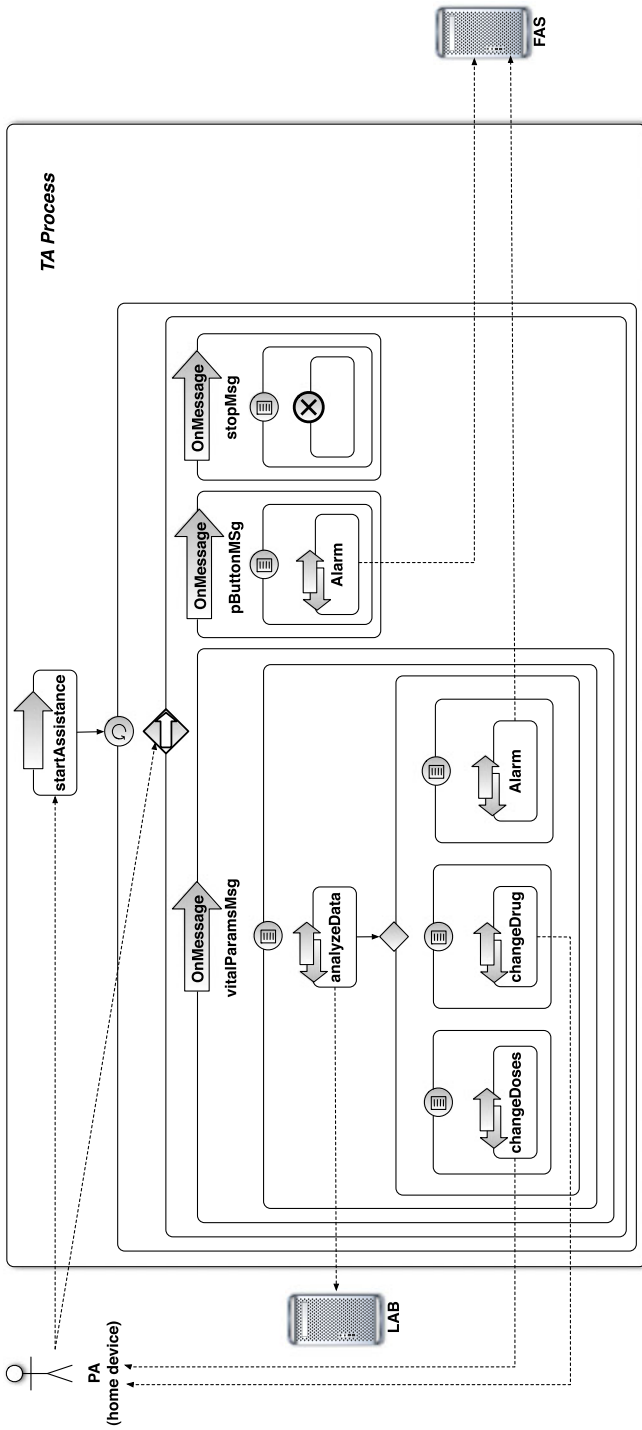 PA
(home device)
TA Process
startAssistance
OnMessage
vitalParamsMsg
OnMessage
pButtonMSg
OnMessage
stopMsg
analyzeData
Alarm
changeDoses
changeDrug
Alarm
LAB
FAS